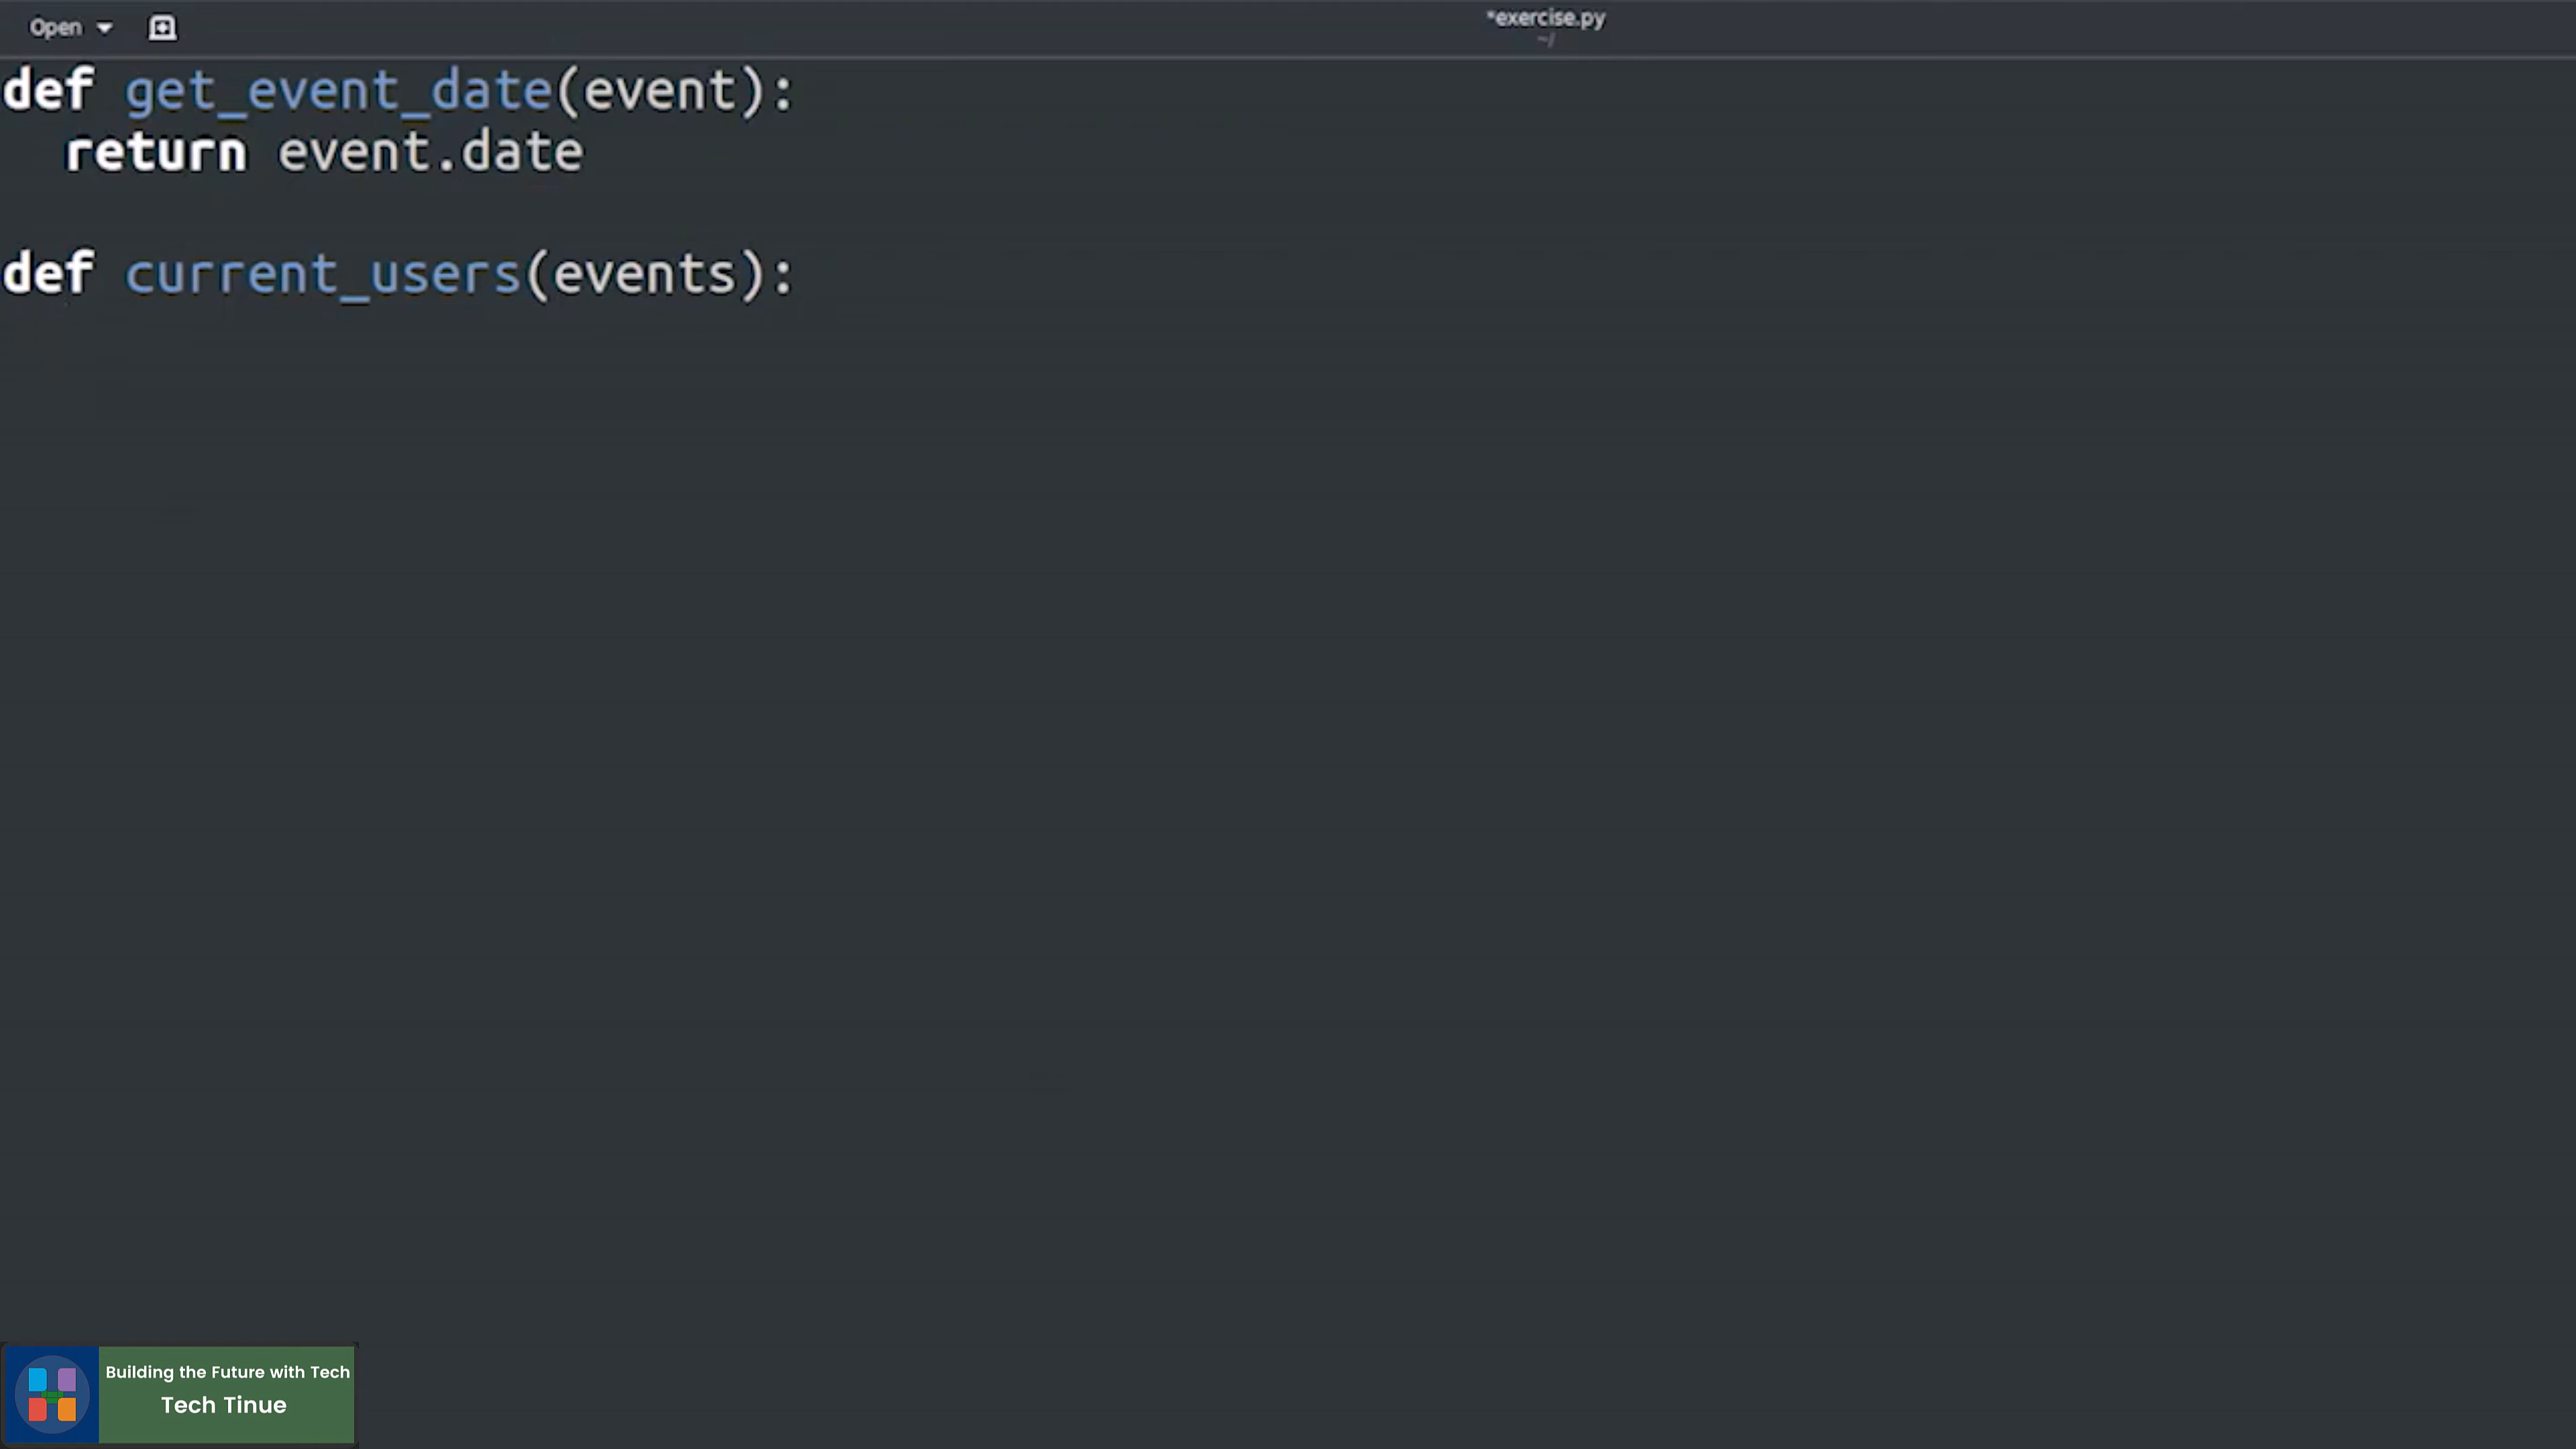 Open
*exercise.py
~/
def get_event_date(event):
  return event.date
def current_users(events):
Building the Future with Tech
Tech Tinue